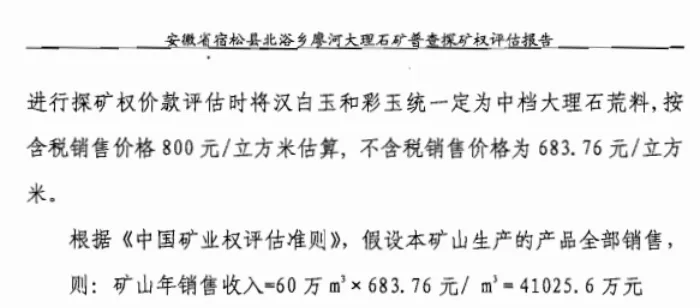 安徽省宿松县北浴乡廖河大理石矿普查探矿权评估报告
进行探矿权价款评估时将汉白玉和彩玉统一定为中档大理石荒料,按
含税销售价格 800 元/立方米估算，不含税销售价格为 683.76 元/立方
米。
根据《中国矿业权评估准则》，假设本矿山生产的产品全部销售，
则：矿山年销售收入=60 万 m³×683.76 元/ m³＝41025.6 万元